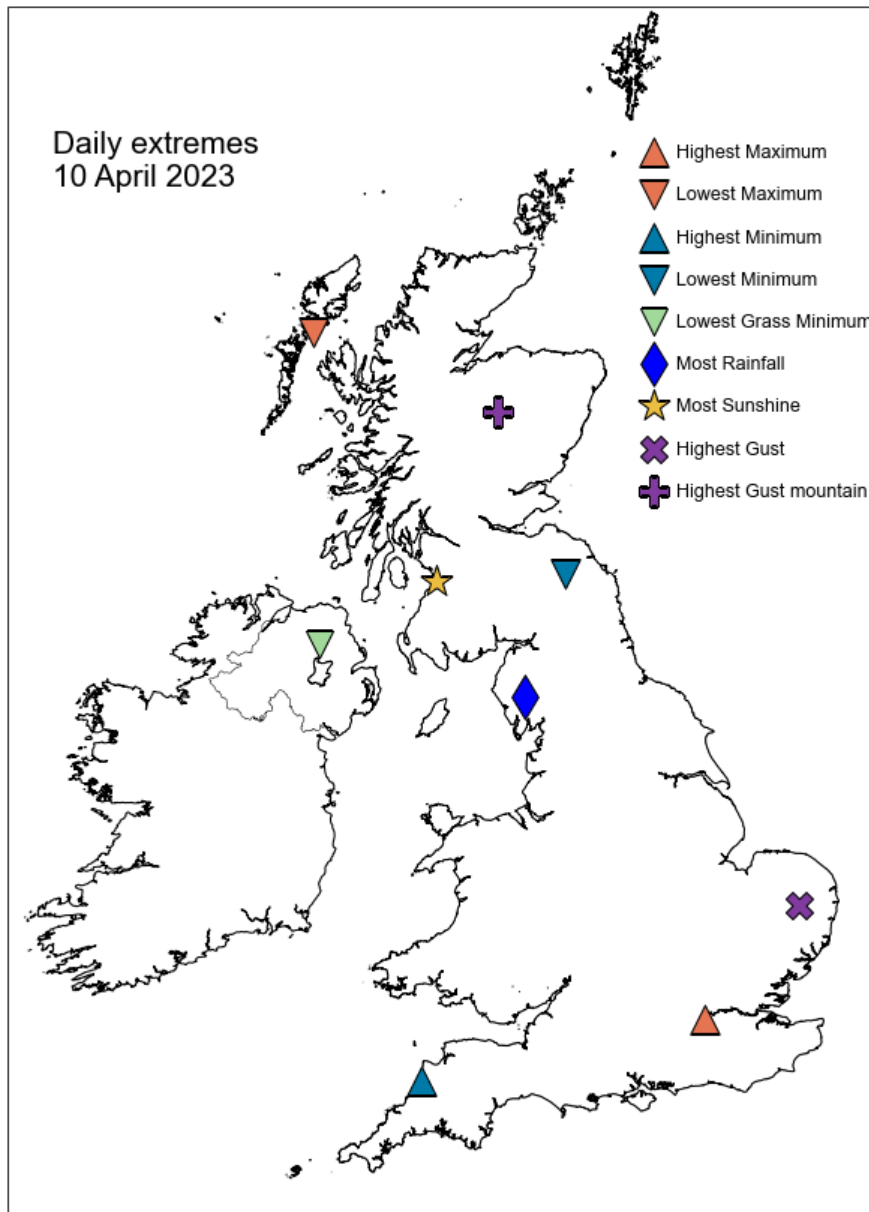 Daily extremes
10 April 2023
Highest Maximum
Lowest Maximum
Highest Minimum
Lowest Minimum
Lowest Grass Minimum
Most Rainfall
Most Sunshine
Highest Gust
Highest Gust mountain